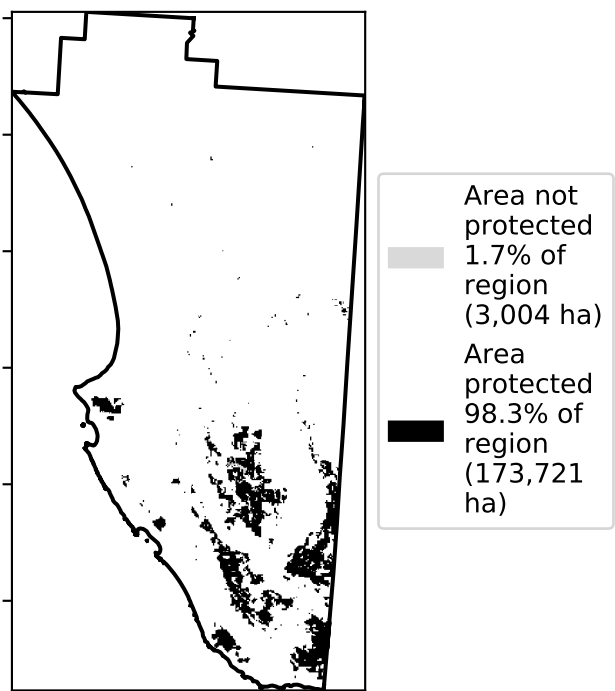 Area not
protected
1.7% of
region
(3,004 ha)
Area
protected
98.3% of
region
(173,721
ha)